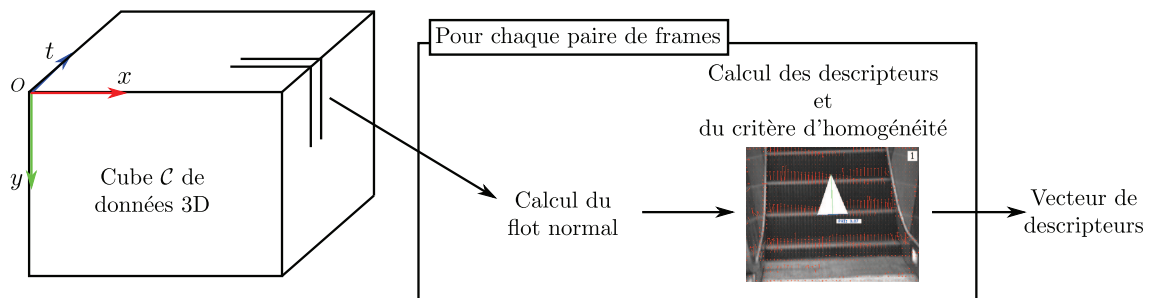 t
O
x
y
Cube C de
données 3D
Pour chaque paire de frames
Calcul du
flot normal
Calcul des descripteurs
et
du critère d'homogénéité
1
Vecteur de
descripteurs